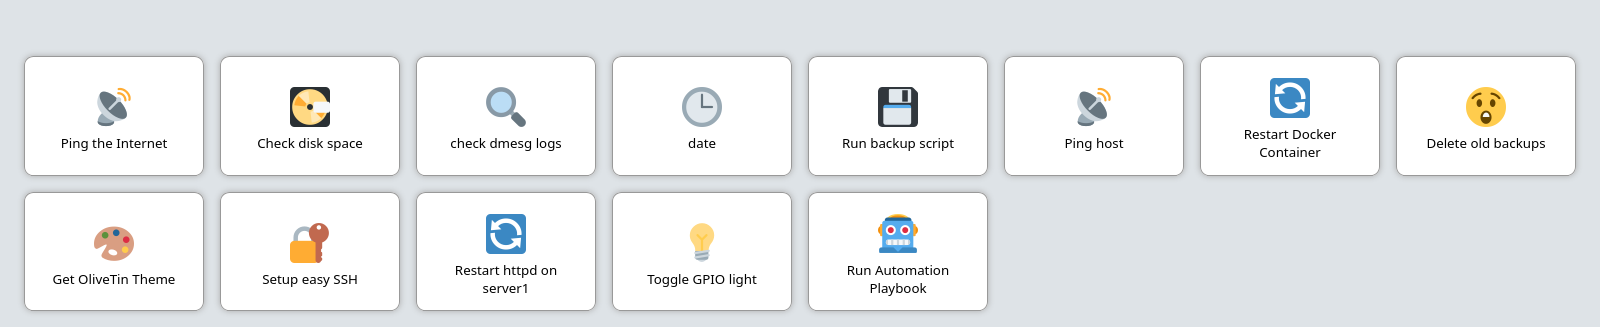 Ping the Internet
Check disk space
check dmesg logs
date
Run backup script
Ping host
Restart Docker
Container
Delete old backups
Get OliveTin Theme
Setup easy SSH
Restart httpd on
server1
Toggle GPIO light
Run Automation
Playbook